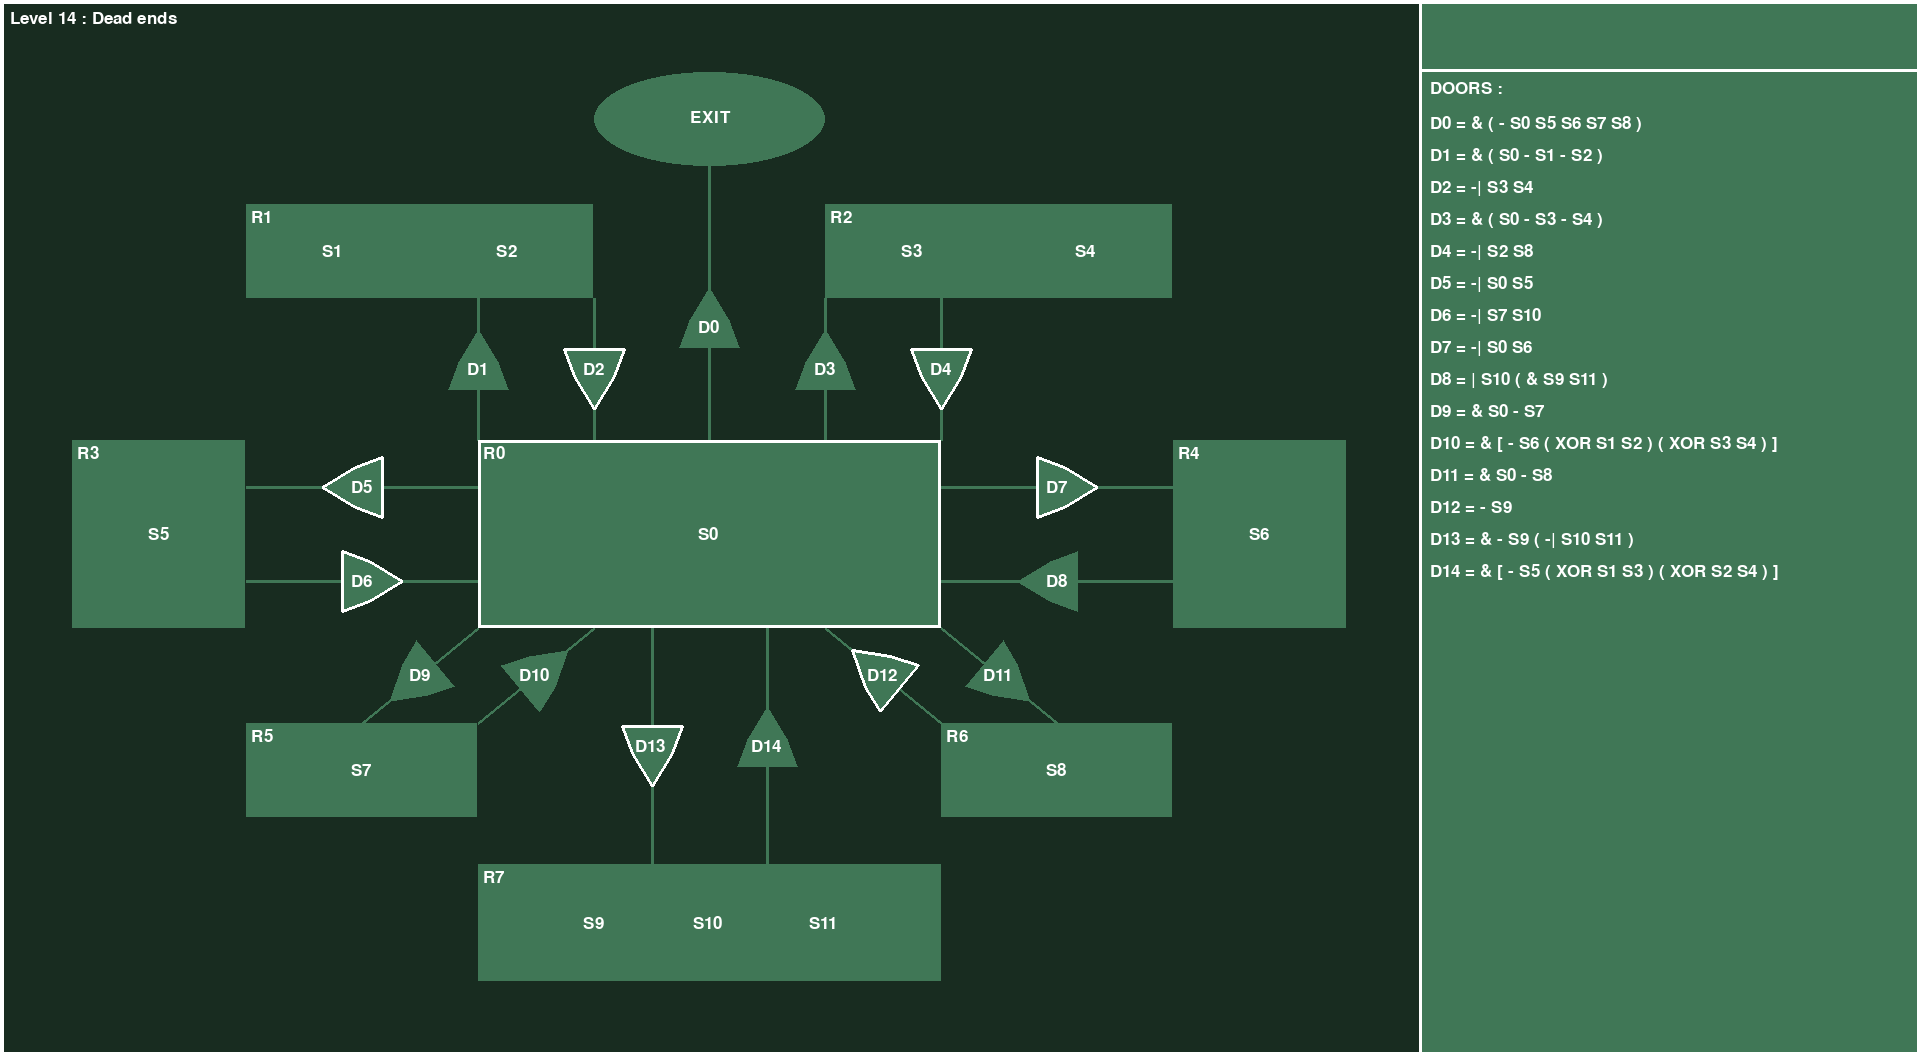 Level 14 : Dead ends
EXIT
R1
S1 S2
R2
S3 S4
D0
D1
D2
D3
D4
R3
S5
R0
S0
R4
S6
D5
D7
D6
D8
D9
D10
D12
D11
R5
S7
D13
D14
R6
S8
R7
S9 S10 S11
DOORS :
D0 = & ( - S0 S5 S6 S7 S8 )
D1 = & ( S0 - S1 - S2 )
D2 = -| S3 S4
D3 = & ( S0 - S3 - S4 )
D4 = -| S2 S8
D5 = -| S0 S5
D6 = -| S7 S10
D7 = -| S0 S6
D8 = | S10 ( & S9 S11 )
D9 = & S0 - S7
D10 = & [ - S6 ( XOR S1 S2 ) ( XOR S3 S4 ) ]
D11 = & S0 - S8
D12 = - S9
D13 = & - S9 ( -| S10 S11 )
D14 = & [ - S5 ( XOR S1 S3 ) ( XOR S2 S4 ) ]